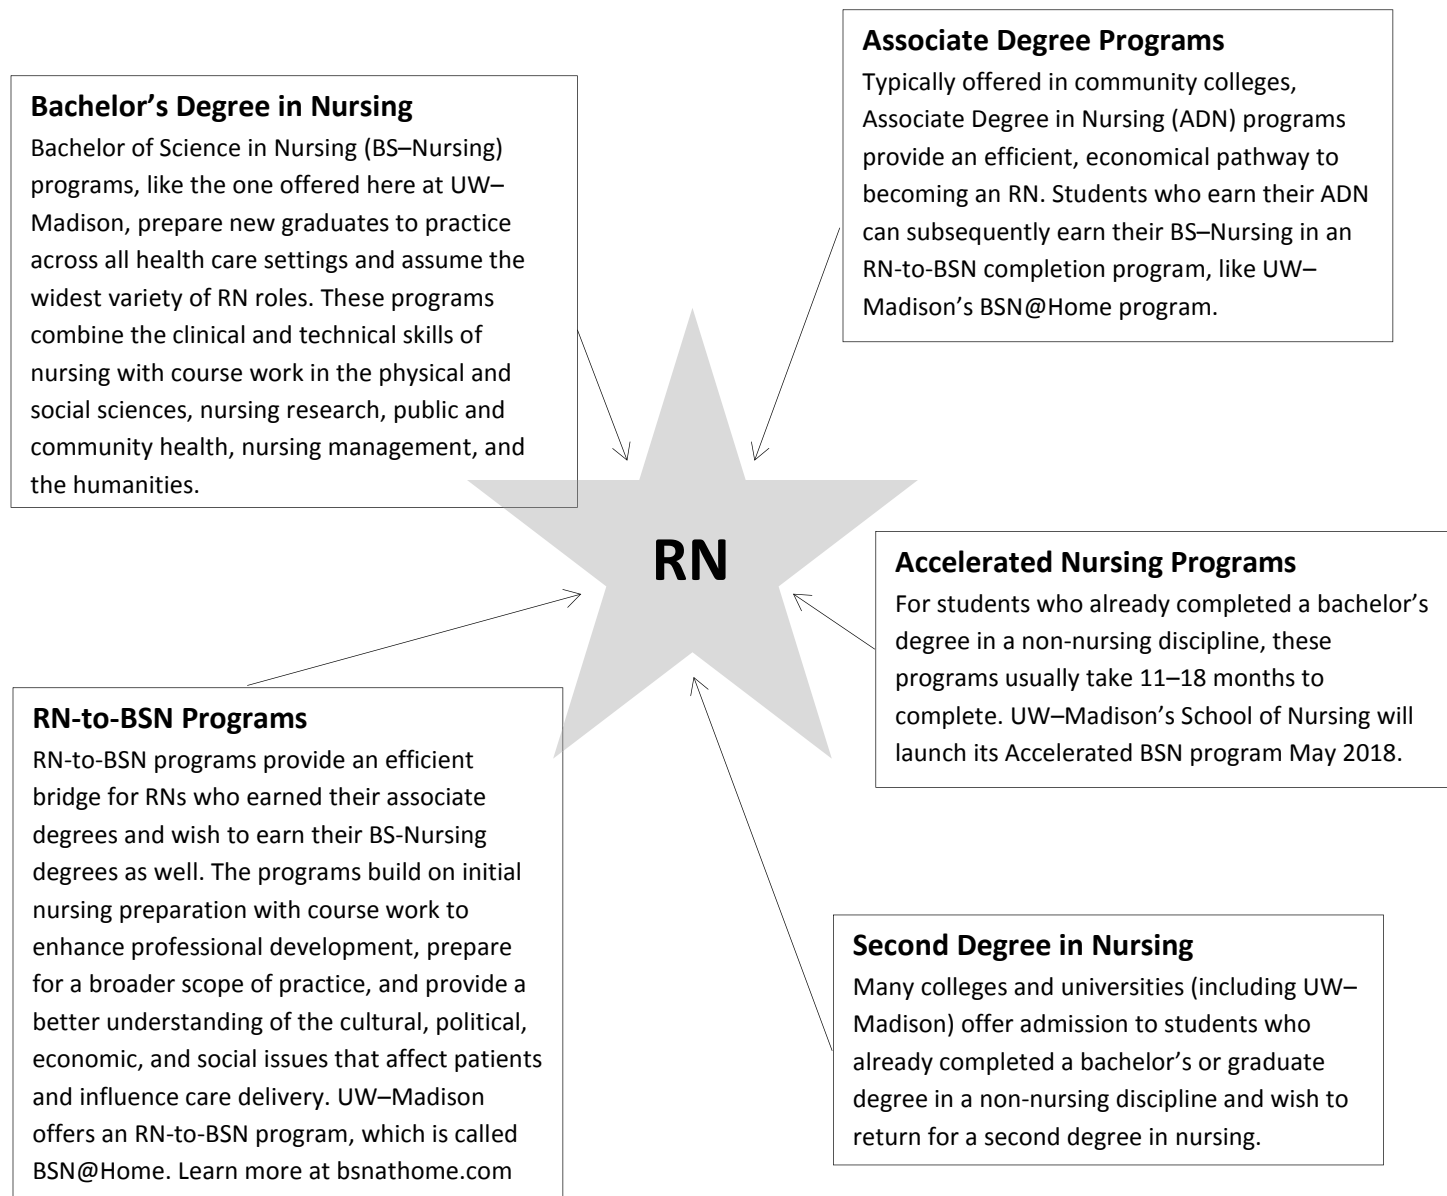 Bachelor’s Degree in Nursing
Bachelor of Science in Nursing (BS–Nursing)
programs, like the one offered here at UW–
Madison, prepare new graduates to practice
across all health care settings and assume the
widest variety of RN roles. These programs
combine the clinical and technical skills of
nursing with course work in the physical and
social sciences, nursing research, public and
community health, nursing management, and
the humanities.
Associate Degree Programs
Typically offered in community colleges,
Associate Degree in Nursing (ADN) programs
provide an efficient, economical pathway to
becoming an RN. Students who earn their ADN
can subsequently earn their BS–Nursing in an
RN-to-BSN completion program, like UW–
Madison’s BSN@Home program.
RN
Accelerated Nursing Programs
For students who already completed a bachelor’s
degree in a non-nursing discipline, these
programs usually take 11–18 months to
complete. UW–Madison’s School of Nursing will
launch its Accelerated BSN program May 2018.
RN-to-BSN Programs
RN-to-BSN programs provide an efficient
bridge for RNs who earned their associate
degrees and wish to earn their BS-Nursing
degrees as well. The programs build on initial
nursing preparation with course work to
enhance professional development, prepare
for a broader scope of practice, and provide a
better understanding of the cultural, political,
economic, and social issues that affect patients
and influence care delivery. UW–Madison
offers an RN-to-BSN program, which is called
BSN@Home. Learn more at bsnathome.com
Second Degree in Nursing
Many colleges and universities (including UW–
Madison) offer admission to students who
already completed a bachelor’s or graduate
degree in a non-nursing discipline and wish to
return for a second degree in nursing.